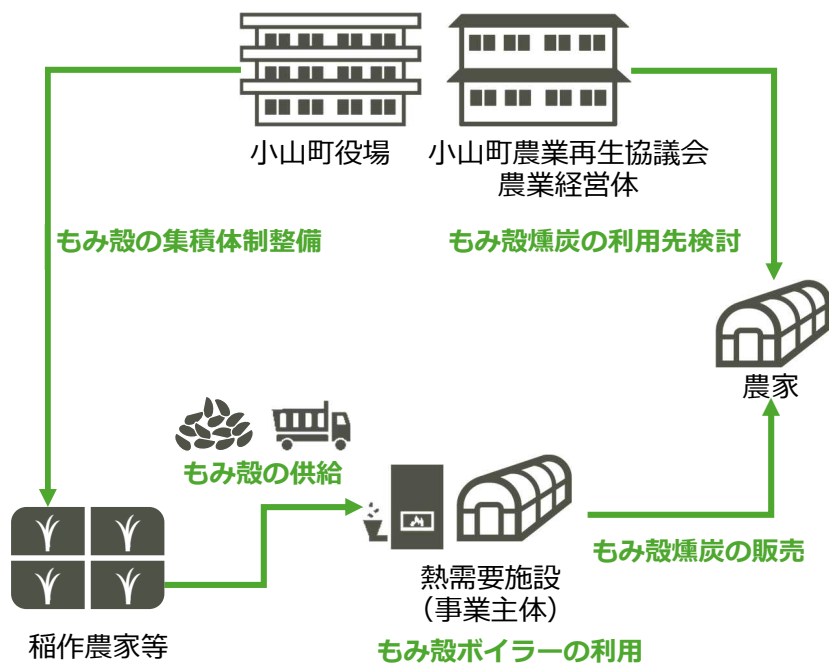 小山町役場
小山町農業再生協議会
農業経営体
もみ殻の集積体制整備
もみ殻燻炭の利用先検討
農家
もみ殻の供給
もみ殻燻炭の販売
熱需要施設
（事業主体）
稲作農家等
もみ殻ボイラーの利用